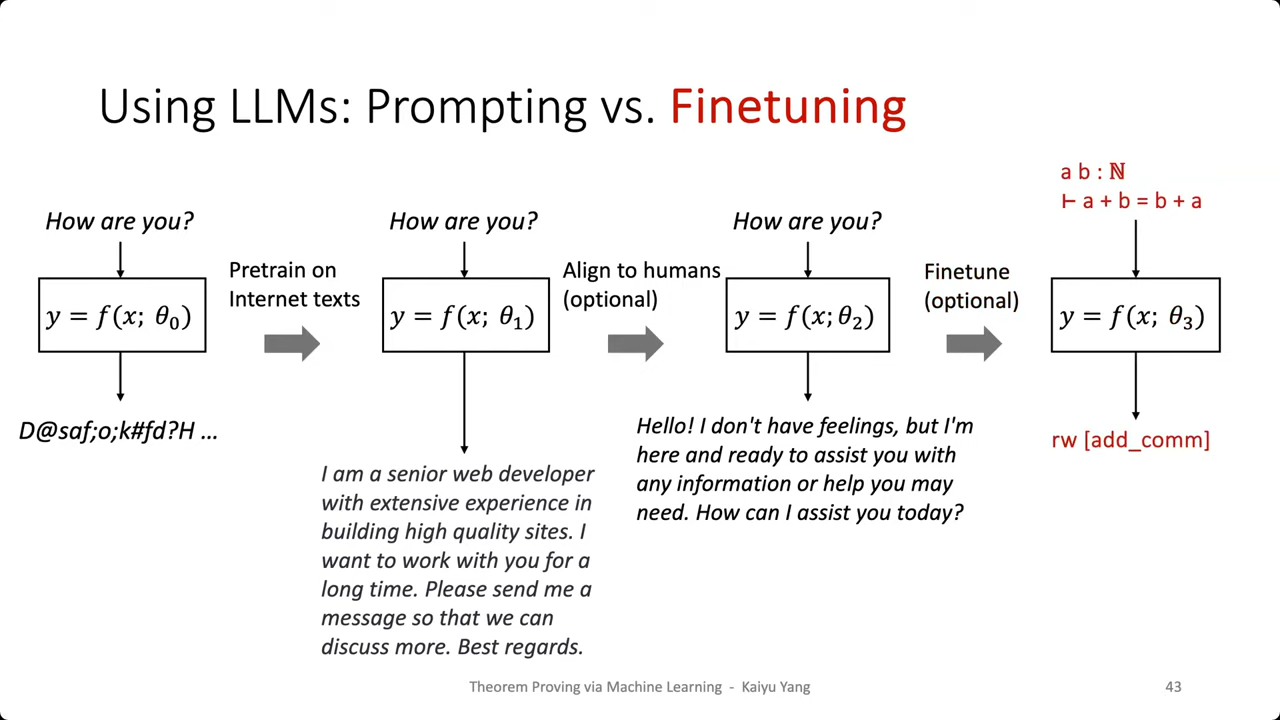 Using LLMs: Prompting vs. Finetuning
How are you?
y = f(x; θ₀)
D@saf;o;k#fd?H ...
Pretrain on
Internet texts
How are you?
y = f(x; θ₁)
I am a senior web developer
with extensive experience in
building high quality sites. I
want to work with you for a
long time. Please send me a
message so that we can
discuss more. Best regards.
Align to humans
(optional)
How are you?
y = f(x; θ₂)
Hello! I don't have feelings, but I'm
here and ready to assist you with
any information or help you may
need. How can I assist you today?
Finetune
(optional)
a b : ℕ
⊢ a + b = b + a
y = f(x; θ₃)
rw [add_comm]
Theorem Proving via Machine Learning - Kaiyu Yang
43